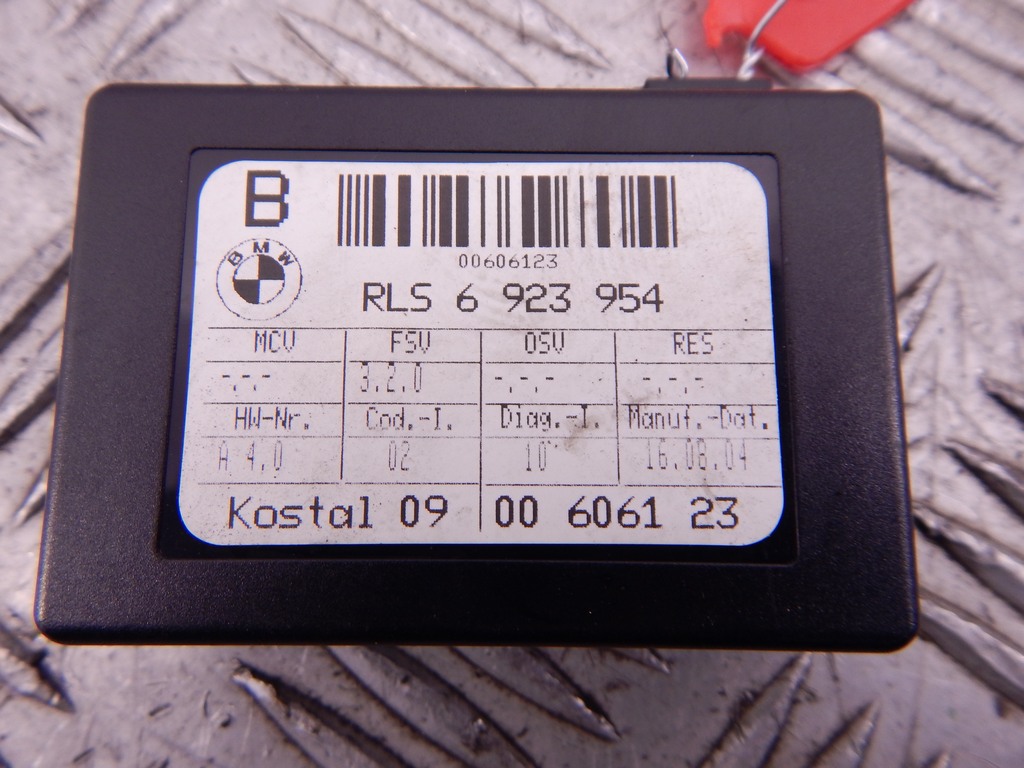 B
BMW
00606123
RLS 6 923 954
MCV FSV OSV RES
-.-.- 3.2.0 -.-.- -.-.-
HW-Nr. Cod.-I. Diag.-I. Manuf.-Dat.
A 4.0 02 10 16.08.04
Kostal 09 00 6061 23